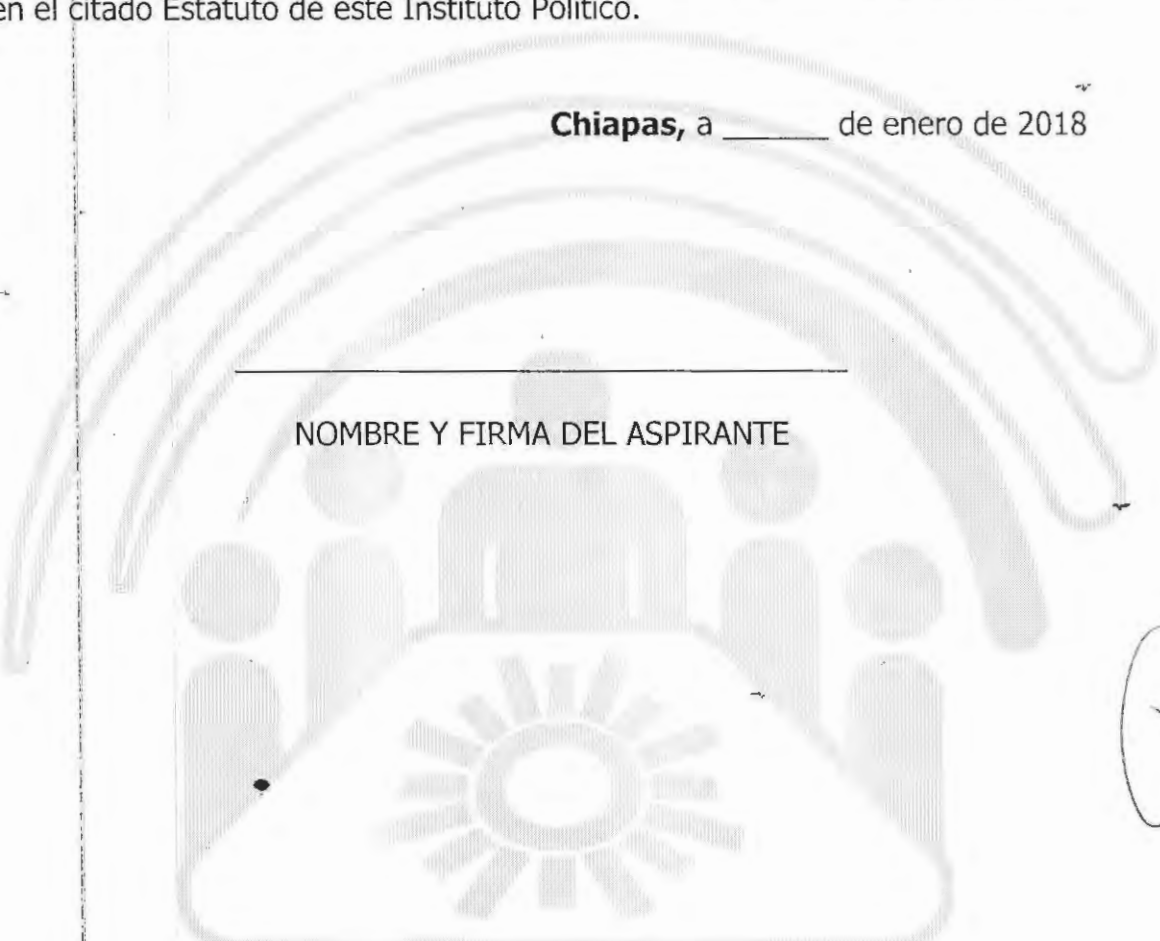 en el citado Estatuto de este Instituto Político.
Chiapas, a ______ de enero de 2018
NOMBRE Y FIRMA DEL ASPIRANTE